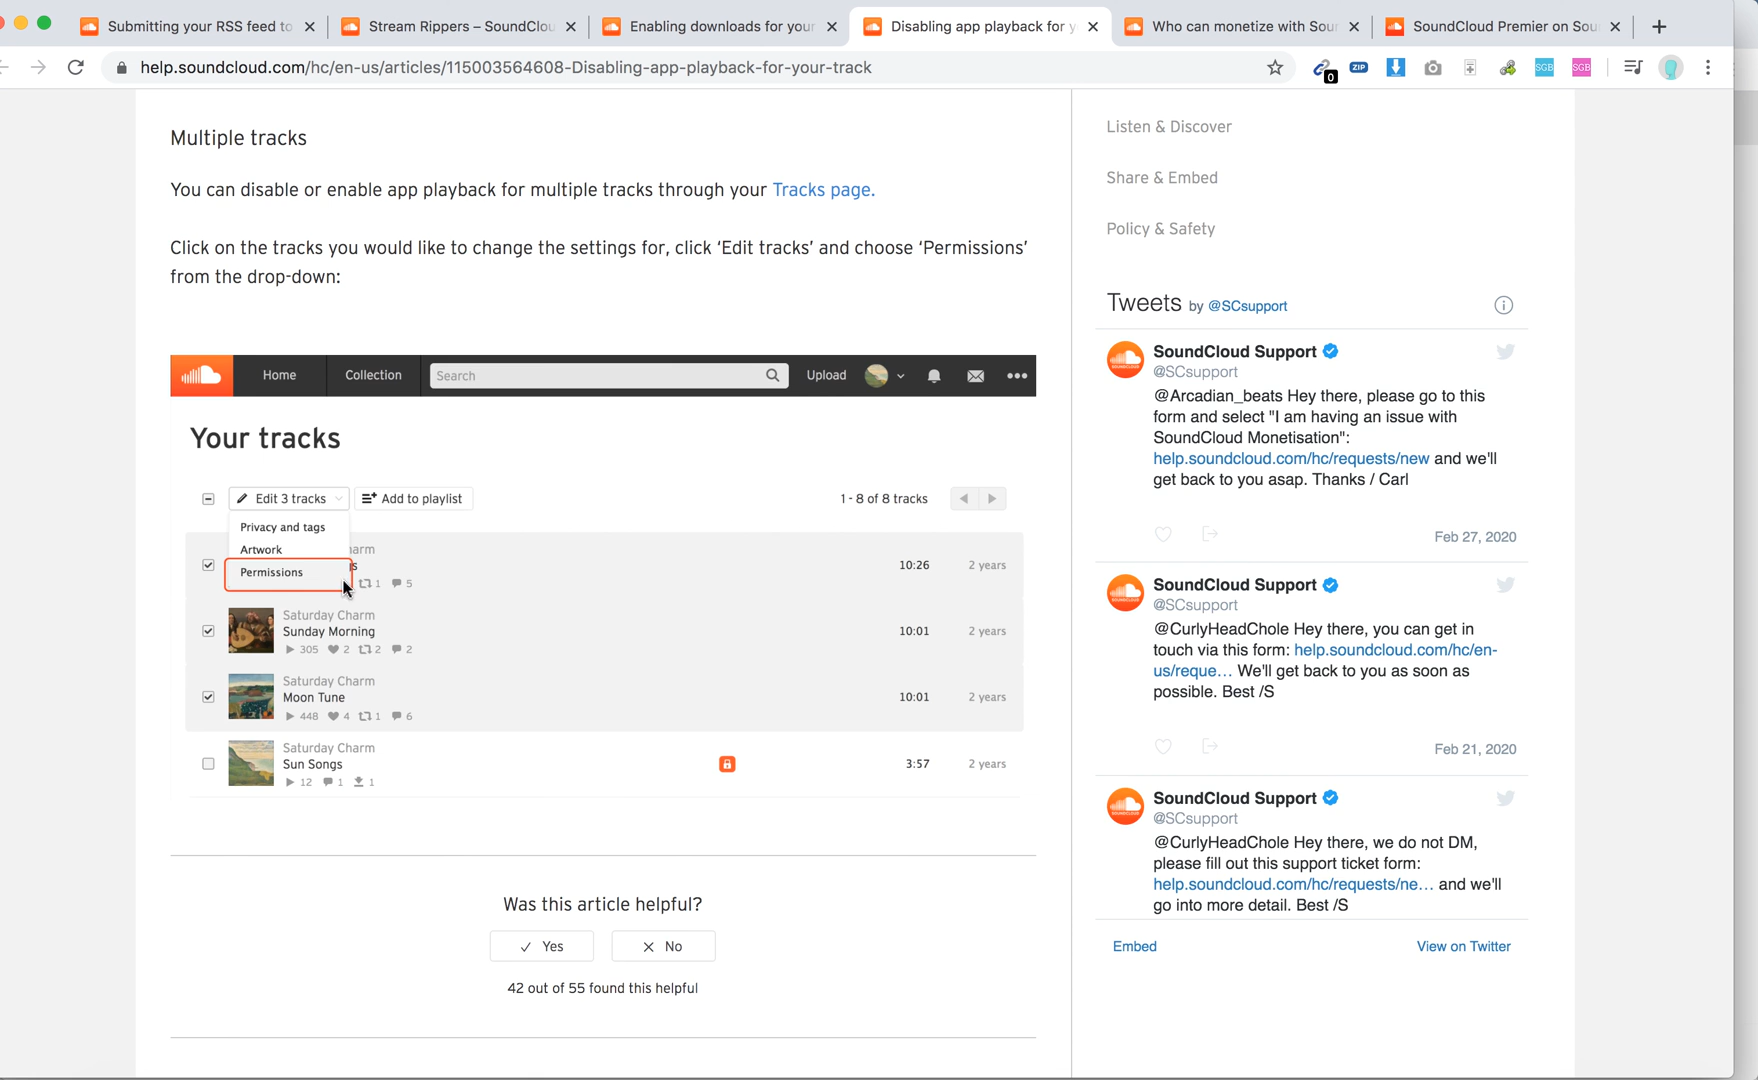 Submitting your RSS feed to
Stream Rippers – SoundClou
Enabling downloads for your
Disabling app playback for y
Who can monetize with Soun
SoundCloud Premier on Sou
help.soundcloud.com/hc/en-us/articles/115003564608-Disabling-app-playback-for-your-track
0
ZIP
SGB
SGB
Multiple tracks
You can disable or enable app playback for multiple tracks through your Tracks page.
Click on the tracks you would like to change the settings for, click ‘Edit tracks’ and choose ‘Permissions’
from the drop-down:
Home
Collection
Search
Upload
Your tracks
Edit 3 tracks
Add to playlist
1 - 8 of 8 tracks
Privacy and tags
Artwork
Permissions
arm
gs
1 5
10:26
2 years
Saturday Charm
Sunday Morning
305 2 2 2
10:01
2 years
Saturday Charm
Moon Tune
448 4 1 6
10:01
2 years
Saturday Charm
Sun Songs
12 1 1
3:57
2 years
Was this article helpful?
Yes
No
42 out of 55 found this helpful
Listen & Discover
Share & Embed
Policy & Safety
Tweets by @SCsupport
SoundCloud Support
@SCsupport
@Arcadian_beats Hey there, please go to this
form and select "I am having an issue with
SoundCloud Monetisation":
help.soundcloud.com/hc/requests/new and we'll
get back to you asap. Thanks / Carl
Feb 27, 2020
SoundCloud Support
@SCsupport
@CurlyHeadChole Hey there, you can get in
touch via this form: help.soundcloud.com/hc/en-
us/reque… We'll get back to you as soon as
possible. Best /S
Feb 21, 2020
SoundCloud Support
@SCsupport
@CurlyHeadChole Hey there, we do not DM,
please fill out this support ticket form:
help.soundcloud.com/hc/requests/ne… and we'll
go into more detail. Best /S
Embed
View on Twitter